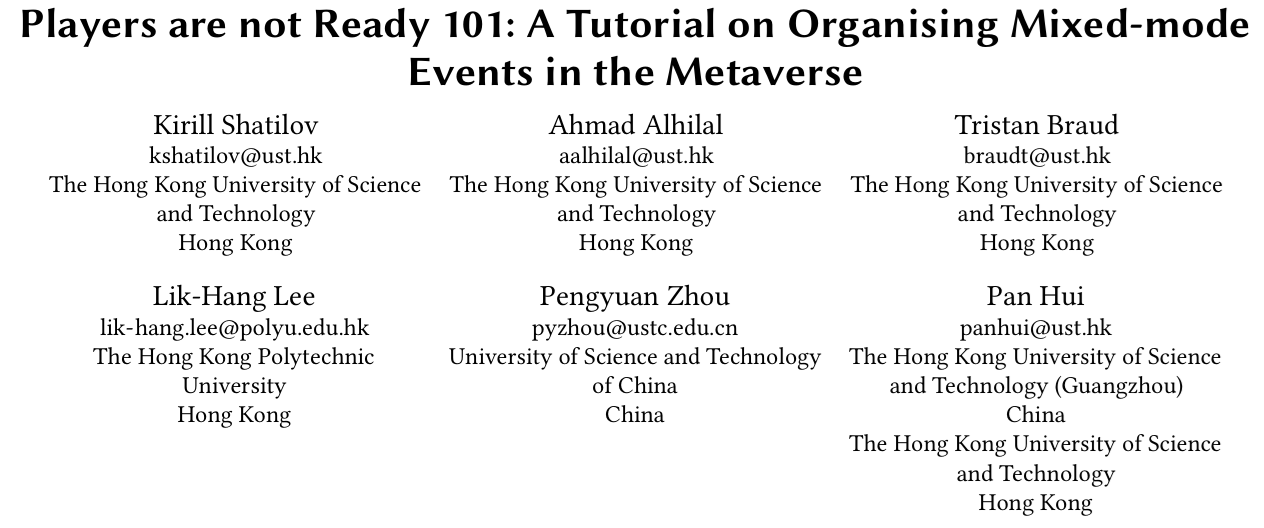 Players are not Ready 101: A Tutorial on Organising Mixed-mode
Events in the Metaverse
Kirill Shatilov
kshatilov@ust.hk
The Hong Kong University of Science
and Technology
Hong Kong
Ahmad Alhilal
aalhilal@ust.hk
The Hong Kong University of Science
and Technology
Hong Kong
Tristan Braud
braudt@ust.hk
The Hong Kong University of Science
and Technology
Hong Kong
Lik-Hang Lee
lik-hang.lee@polyu.edu.hk
The Hong Kong Polytechnic
University
Hong Kong
Pengyuan Zhou
pyzhou@ustc.edu.cn
University of Science and Technology
of China
China
Pan Hui
panhui@ust.hk
The Hong Kong University of Science
and Technology (Guangzhou)
China
The Hong Kong University of Science
and Technology
Hong Kong